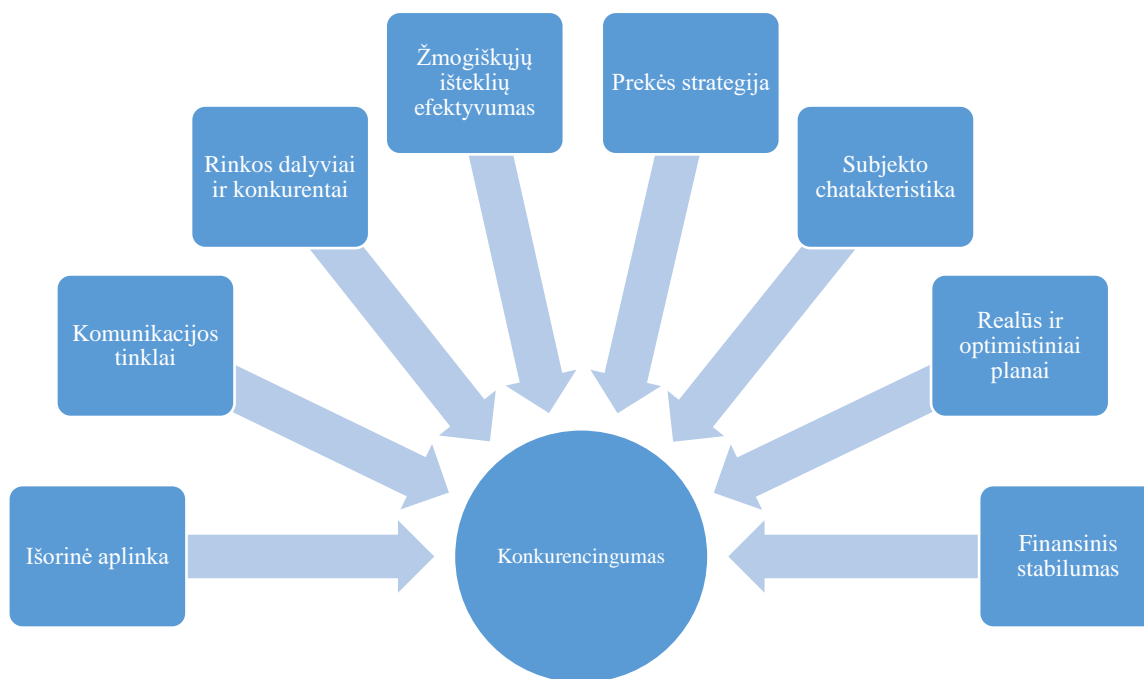 Žmogiškųjų
išteklių
efektyvumas
Prekės strategija
Rinkos dalyviai
ir konkurentai
Subjekto
chatakteristika
Komunikacijos
tinklai
Realūs ir
optimistiniai
planai
Išorinė aplinka
Konkurencingumas
Finansinis
stabilumas